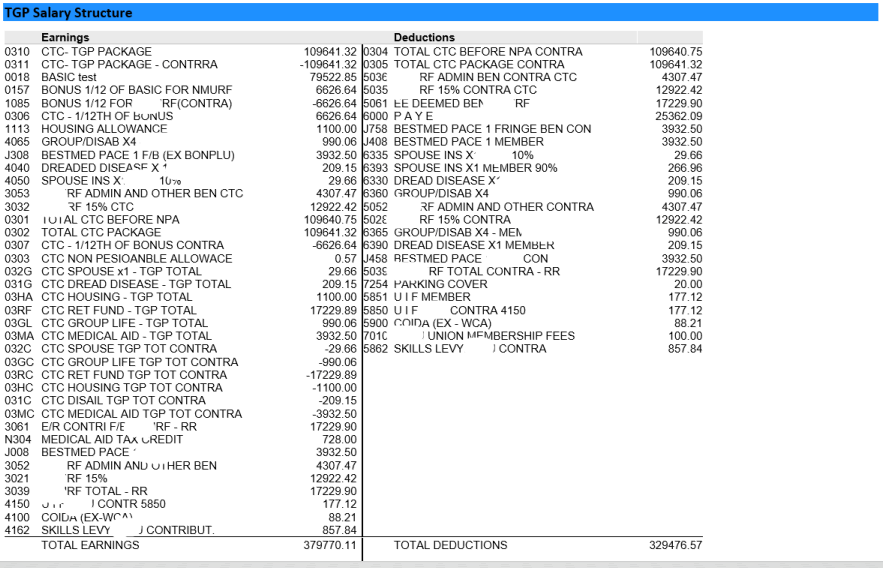 TGP Salary Structure
Earnings Deductions
0310 CTC- TGP PACKAGE 109641.32 0304 TOTAL CTC BEFORE NPA CONTRA 109640.75
0311 CTC- TGP PACKAGE - CONTRRA -109641.32 0305 TOTAL CTC PACKAGE CONTRA 109641.32
0018 BASIC test 79522.85 5036 RF ADMIN BEN CONTRA CTC 4307.47
0157 BONUS 1/12 OF BASIC FOR NMURF 6626.64 5035 RF 15% CONTRA CTC 12922.42
1085 BONUS 1/12 FOR RF(CONTRA) -6626.64 5061 EE DEEMED BEN RF 17229.90
0306 CTC - 1/12TH OF BONUS 6626.64 6000 P A Y E 25362.09
1113 HOUSING ALLOWANCE 1100.00 J758 BESTMED PACE 1 FRINGE BEN CON 3932.50
4065 GROUP/DISAB X4 990.06 J408 BESTMED PACE 1 MEMBER 3932.50
J308 BESTMED PACE 1 F/B (EX BONPLU) 3932.50 6335 SPOUSE INS X 10% 29.66
4040 DREADED DISEASE X 209.15 6393 SPOUSE INS X1 MEMBER 90% 266.96
4050 SPOUSE INS X 10% 29.66 6330 DREAD DISEASE X 209.15
3053 RF ADMIN AND OTHER BEN CTC 4307.47 6360 GROUP/DISAB X4 990.06
3032 RF 15% CTC 12922.42 5052 RF ADMIN AND OTHER CONTRA 4307.47
0301 TOTAL CTC BEFORE NPA 109640.75 5028 RF 15% CONTRA 12922.42
0302 TOTAL CTC PACKAGE 109641.32 6365 GROUP/DISAB X4 - MEM 990.06
0307 CTC - 1/12TH OF BONUS CONTRA -6626.64 6390 DREAD DISEASE X1 MEMBER 209.15
0303 CTC NON PESIOANBLE ALLOWACE 0.57 J458 BESTMED PACE CON 3932.50
032G CTC SPOUSE x1 - TGP TOTAL 29.66 5039 RF TOTAL CONTRA - RR 17229.90
031G CTC DREAD DISEASE - TGP TOTAL 209.15 7254 PARKING COVER 20.00
03HA CTC HOUSING - TGP TOTAL 1100.00 5851 U I F MEMBER 177.12
03RF CTC RET FUND - TGP TOTAL 17229.89 5850 U I F CONTRA 4150 177.12
03GL CTC GROUP LIFE - TGP TOTAL 990.06 5900 COIDA (EX - WCA) 88.21
03MA CTC MEDICAL AID - TGP TOTAL 3932.50 7010 UNION MEMBERSHIP FEES 100.00
032C CTC SPOUSE TGP TOT CONTRA -29.66 5862 SKILLS LEVY CONTRA 857.84
03GC CTC GROUP LIFE TGP TOT CONTRA -990.06
03RC CTC RET FUND TGP TOT CONTRA -17229.89
03HC CTC HOUSING TGP TOT CONTRA -1100.00
031C CTC DISAIL TGP TOT CONTRA -209.15
03MC CTC MEDICAL AID TGP TOT CONTRA -3932.50
3061 E/R CONTRI F/E RF - RR 17229.90
N304 MEDICAL AID TAX CREDIT 728.00
J008 BESTMED PACE 3932.50
3052 RF ADMIN AND OTHER BEN 4307.47
3021 RF 15% 12922.42
3039 RF TOTAL - RR 17229.90
4150 CONTR 5850 177.12
4100 COIDA (EX-WCA) 88.21
4162 SKILLS LEVY CONTRIBUT. 857.84
TOTAL EARNINGS 379770.11 TOTAL DEDUCTIONS 329476.57